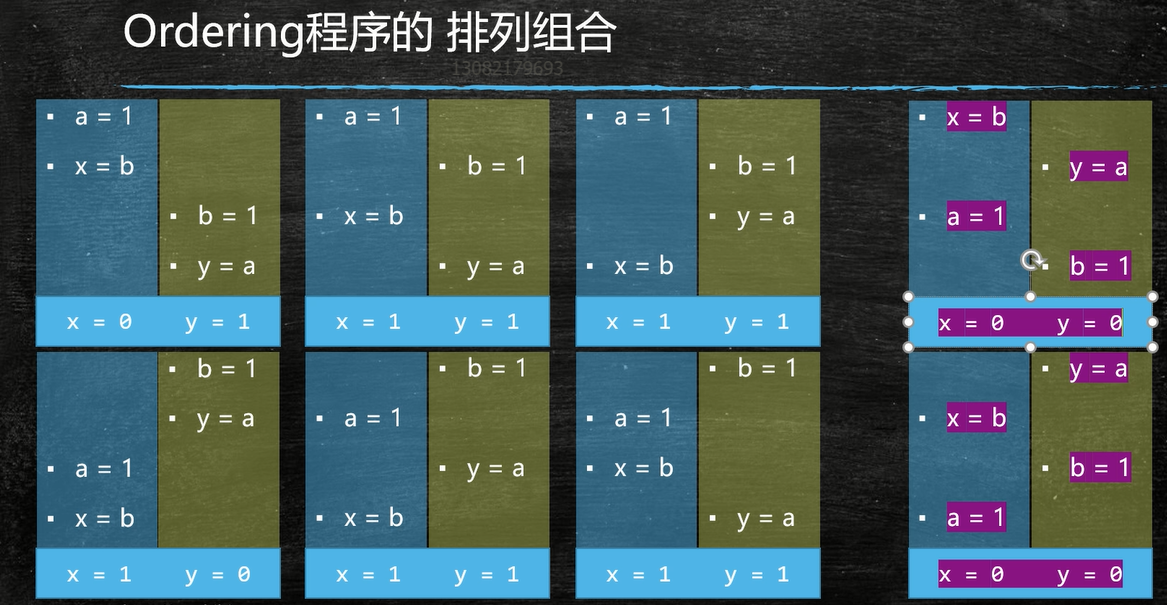 Ordering程序的 排列组合
13082179693
▪ a = 1
▪ x = b
▪ b = 1
▪ y = a
x = 0 y = 1
▪ a = 1
▪ b = 1
▪ x = b
▪ y = a
x = 1 y = 1
▪ a = 1
▪ b = 1
▪ y = a
▪ x = b
x = 1 y = 1
▪ x = b
▪ y = a
▪ a = 1
▪ b = 1
x = 0 y = 0
▪ b = 1
▪ y = a
▪ a = 1
▪ x = b
x = 1 y = 0
▪ b = 1
▪ a = 1
▪ y = a
▪ x = b
x = 1 y = 1
▪ b = 1
▪ a = 1
▪ x = b
▪ y = a
x = 1 y = 1
▪ y = a
▪ x = b
▪ b = 1
▪ a = 1
x = 0 y = 0